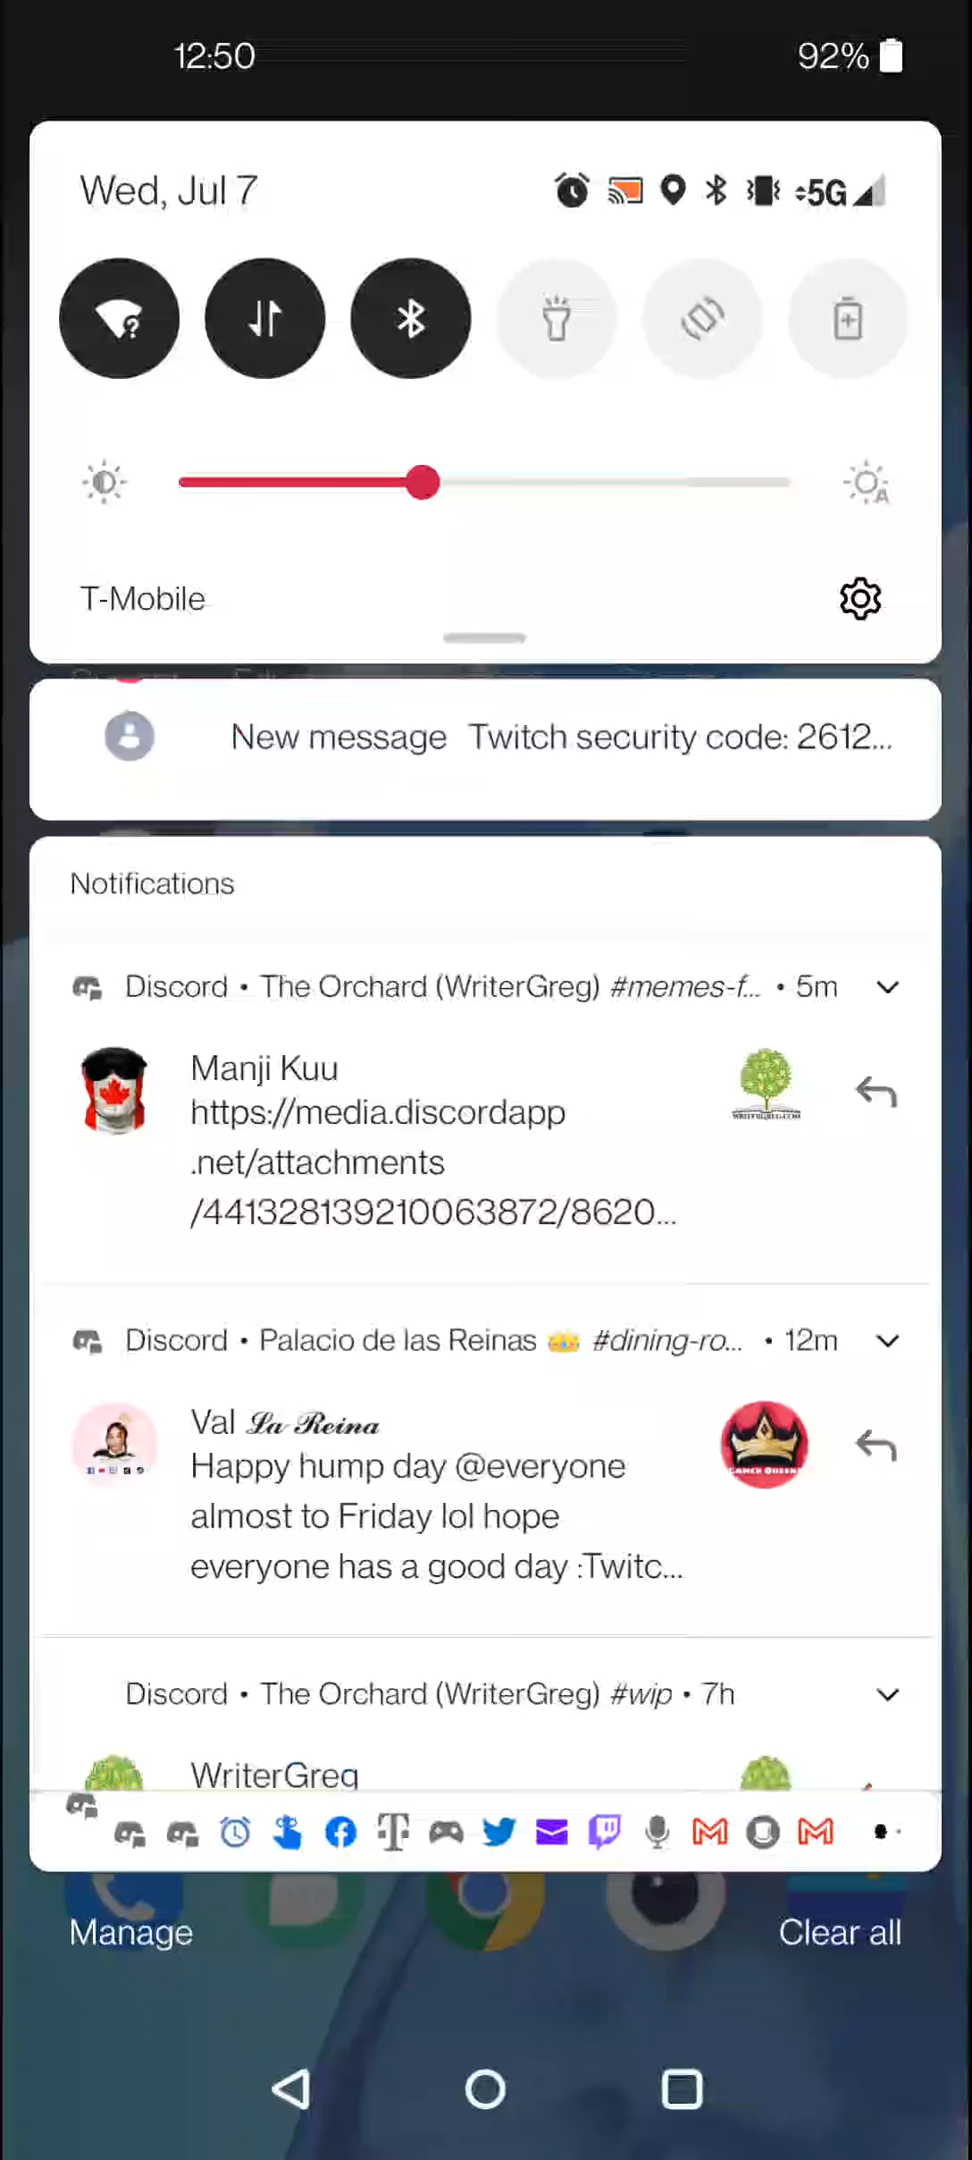 12:50 92%
Wed, Jul 7 5G
T-Mobile
New message Twitch security code: 2612...
Notifications
Discord • The Orchard (WriterGreg) #memes-f... • 5m
Manji Kuu
https://media.discordapp
.net/attachments
/441328139210063872/8620...
Discord • Palacio de las Reinas 👑 #dining-ro... • 12m
Val 𝓛𝓪 𝓡𝓮𝓲𝓷𝓪
Happy hump day @everyone
almost to Friday lol hope
everyone has a good day :Twitc...
Discord • The Orchard (WriterGreg) #wip • 7h
WriterGreg
Manage Clear all